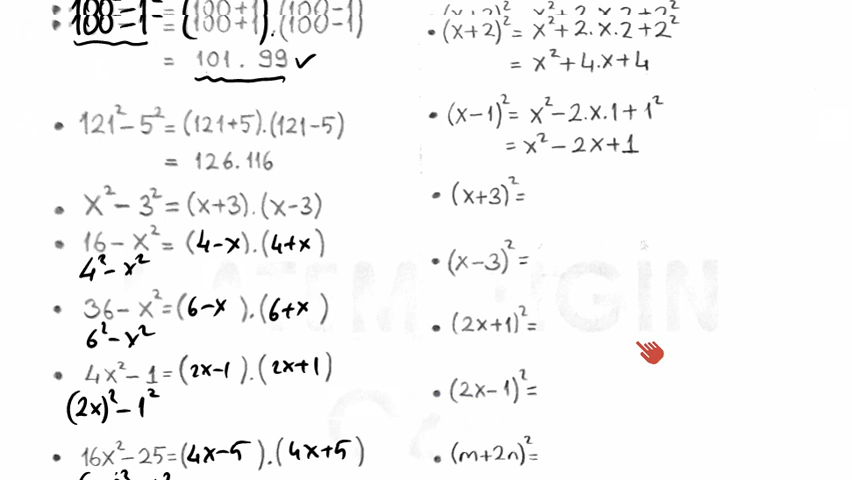 • 100² – 1² = (100+1).(100–1)
= 101 . 99 ✓
• 121² – 5² = (121+5).(121–5)
= 126.116
• x² – 3² = (x+3).(x–3)
• 16 – x² = (4–x).(4+x)
4² – x²
• 36 – x² = (6–x).(6+x)
6² – x²
• 4x² – 1 = (2x–1).(2x+1)
(2x)² – 1²
• 16x² – 25 = (4x–5).(4x+5)
• (x+2)² = x² + 2.x.2 + 2²
= x² + 4.x + 4
• (x–1)² = x² – 2.x.1 + 1²
= x² – 2x + 1
• (x+3)² =
• (x–3)² =
• (2x+1)² =
• (2x–1)² =
• (m+2n)² =